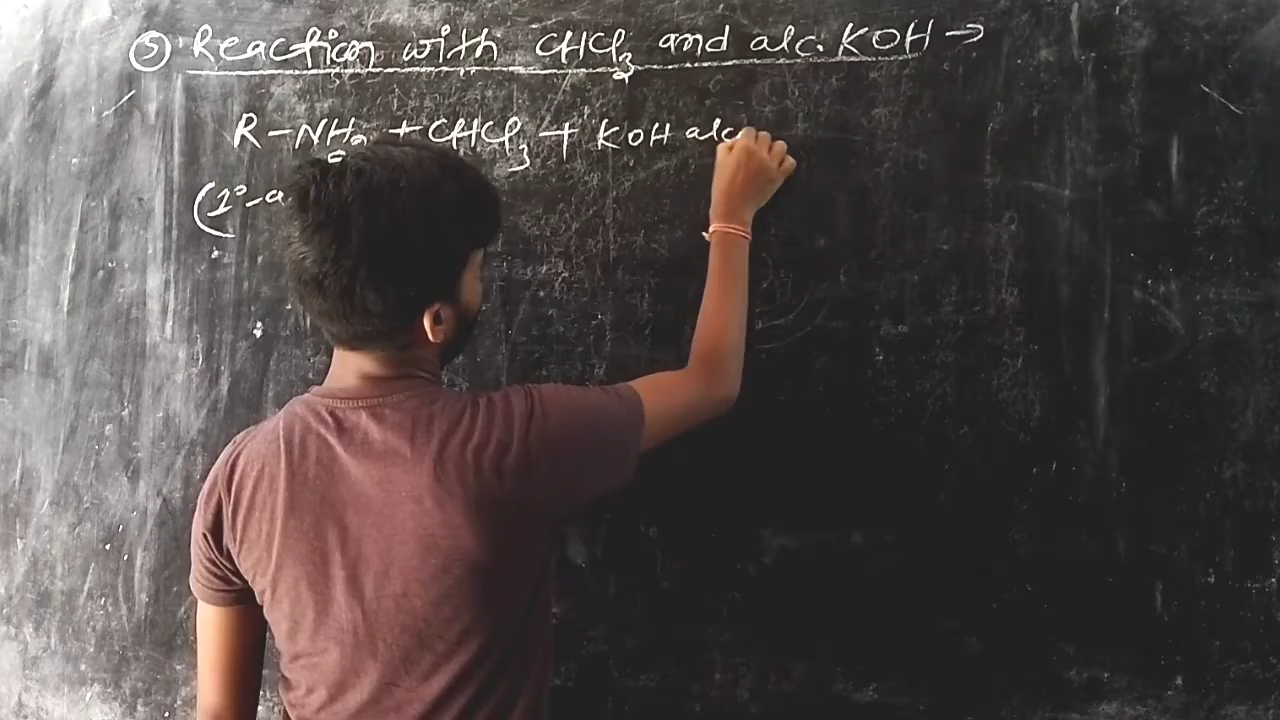 ⑤ Reaction with CHCl₃ and alc. KOH →
R-NH₂ + CHCl₃ + KOH alc
(1°-a